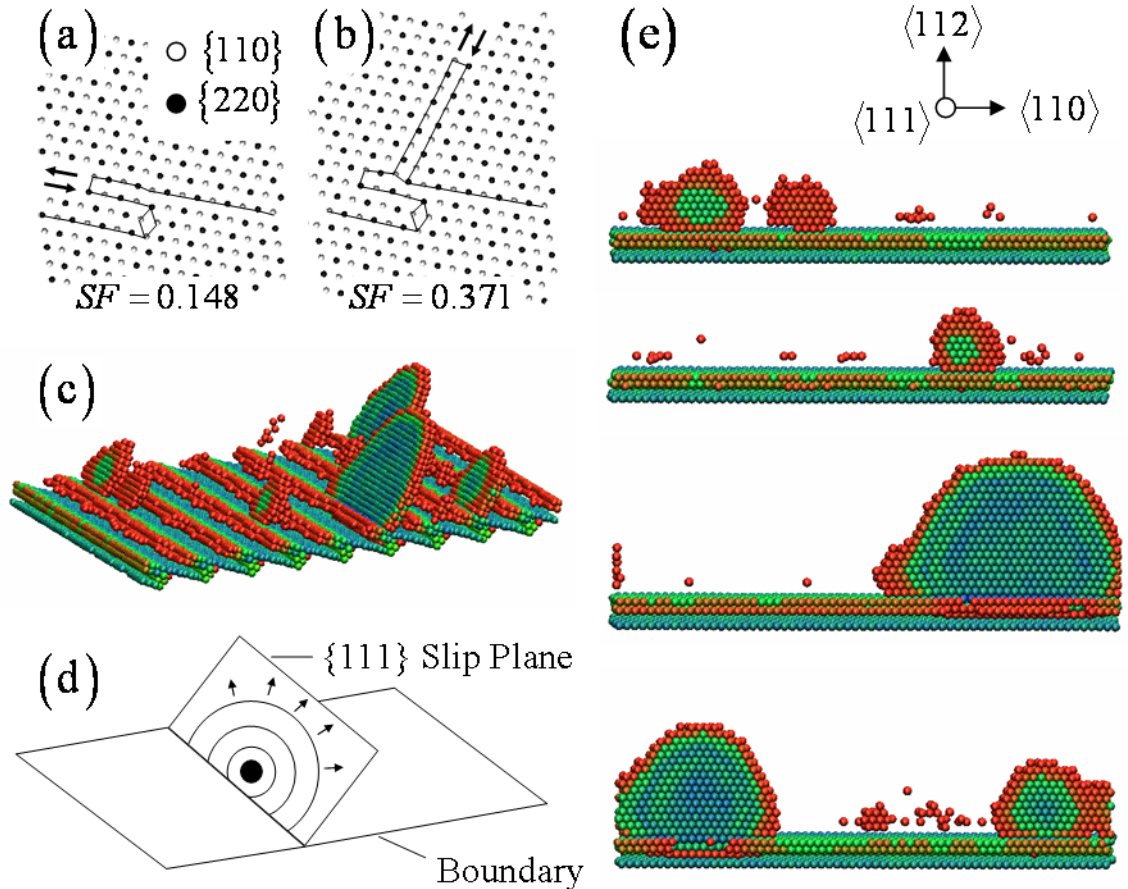 (a)
{110}
{220}
SF = 0.148
(b)
SF = 0.371
(c)
(d)
{111} Slip Plane
Boundary
(e)
⟨112⟩
⟨111⟩
⟨110⟩